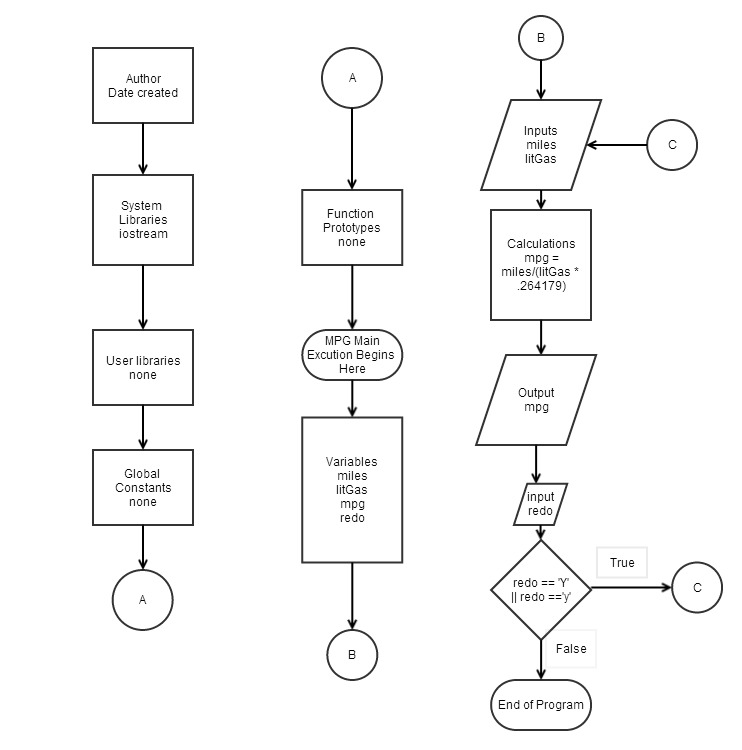 Author
Date created
System
Libraries
iostream
User libraries
none
Global
Constants
none
A
A
Function
Prototypes
none
MPG Main
Excution Begins
Here
Variables
miles
litGas
mpg
redo
B
B
Inputs
miles
litGas
C
Calculations
mpg =
miles/(litGas *
.264179)
Output
mpg
input
redo
redo == 'Y'
|| redo =='y'
True
C
False
End of Program